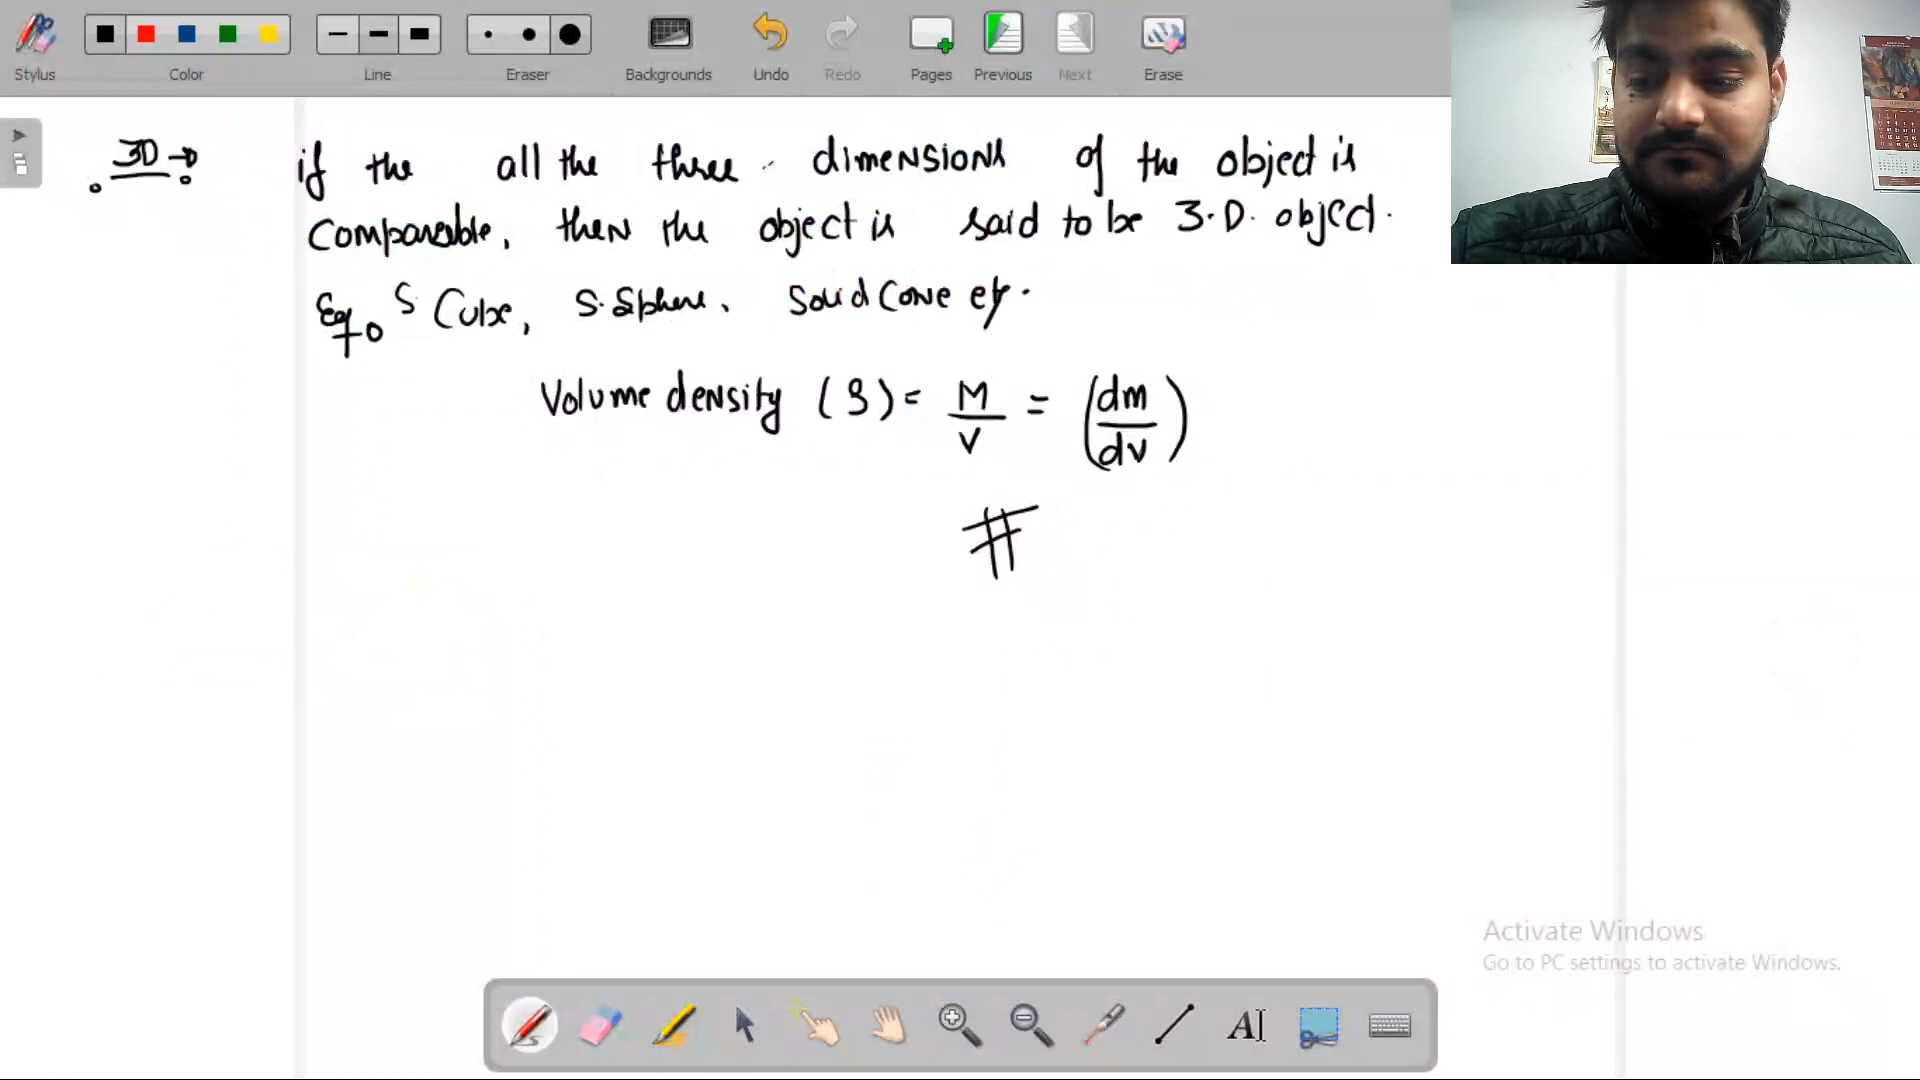 Stylus Color Line Eraser Backgrounds Undo Redo Pages Previous Next Erase
3D → if the all the three dimensions of the object is
Comparable, then the object is said to be 3.D. object.
Eg S Cube, S. Sphere, Solid Cone etc.
Volume density (ρ) = M/V = (dm/dv)
#
Activate Windows
Go to PC settings to activate Windows.